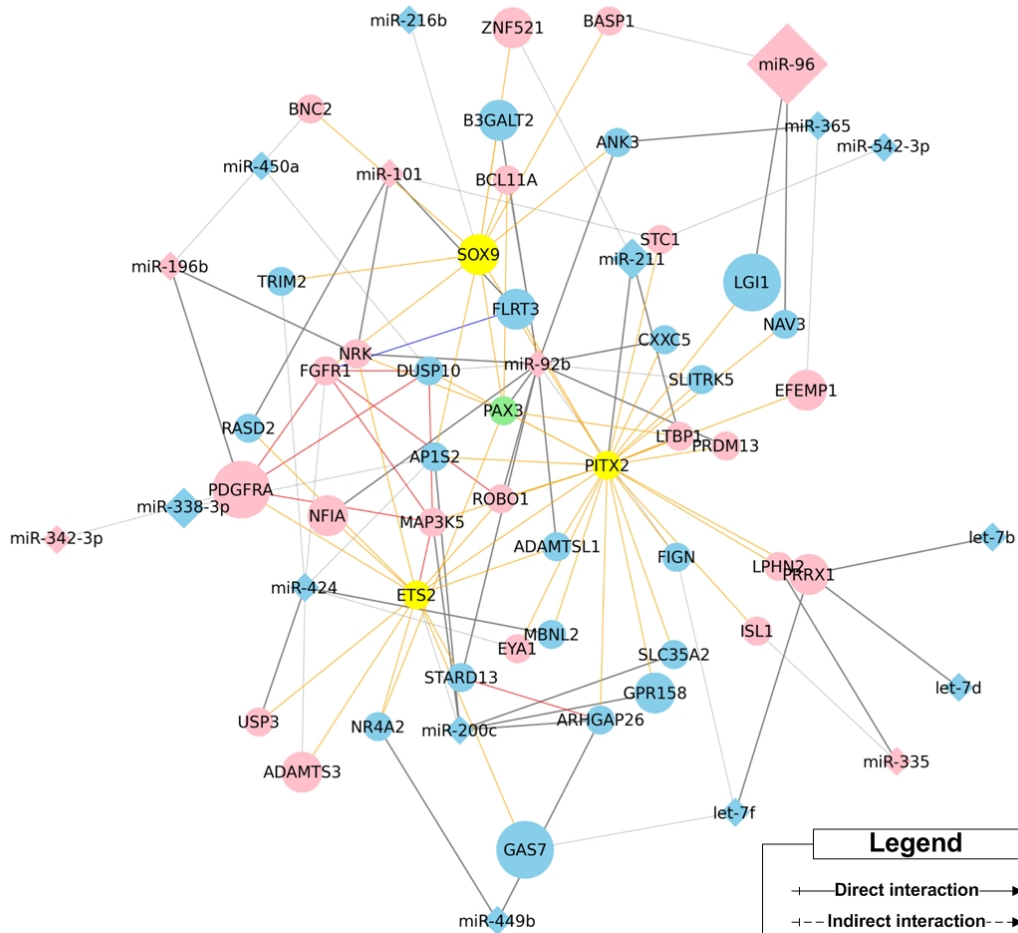 miR-216b
ZNF521
BASP1
miR-96
BNC2
B3GALT2
miR-365
ANK3
miR-542-3p
miR-450a
miR-101
BCL11A
STC1
SOX9
miR-211
miR-196b
TRIM2
LGI1
FLRT3
NAV3
CXXC5
NRK
miR-92b
FGFR1
DUSP10
SLITRK5
EFEMP1
PAX3
RASD2
LTBP1
PRDM13
AP1S2
PITX2
PDGFRA
ROBO1
miR-338-3p
NFIA
MAP3K5
miR-342-3p
let-7b
ADAMTSL1
FIGN
LPHN2
PRRX1
miR-424
ETS2
ISL1
MBNL2
EYA1
SLC35A2
STARD13
let-7d
GPR158
USP3
NR4A2
miR-200c
ARHGAP26
miR-335
ADAMTS3
let-7f
GAS7
Legend
Direct interaction
miR-449b
Indirect interaction